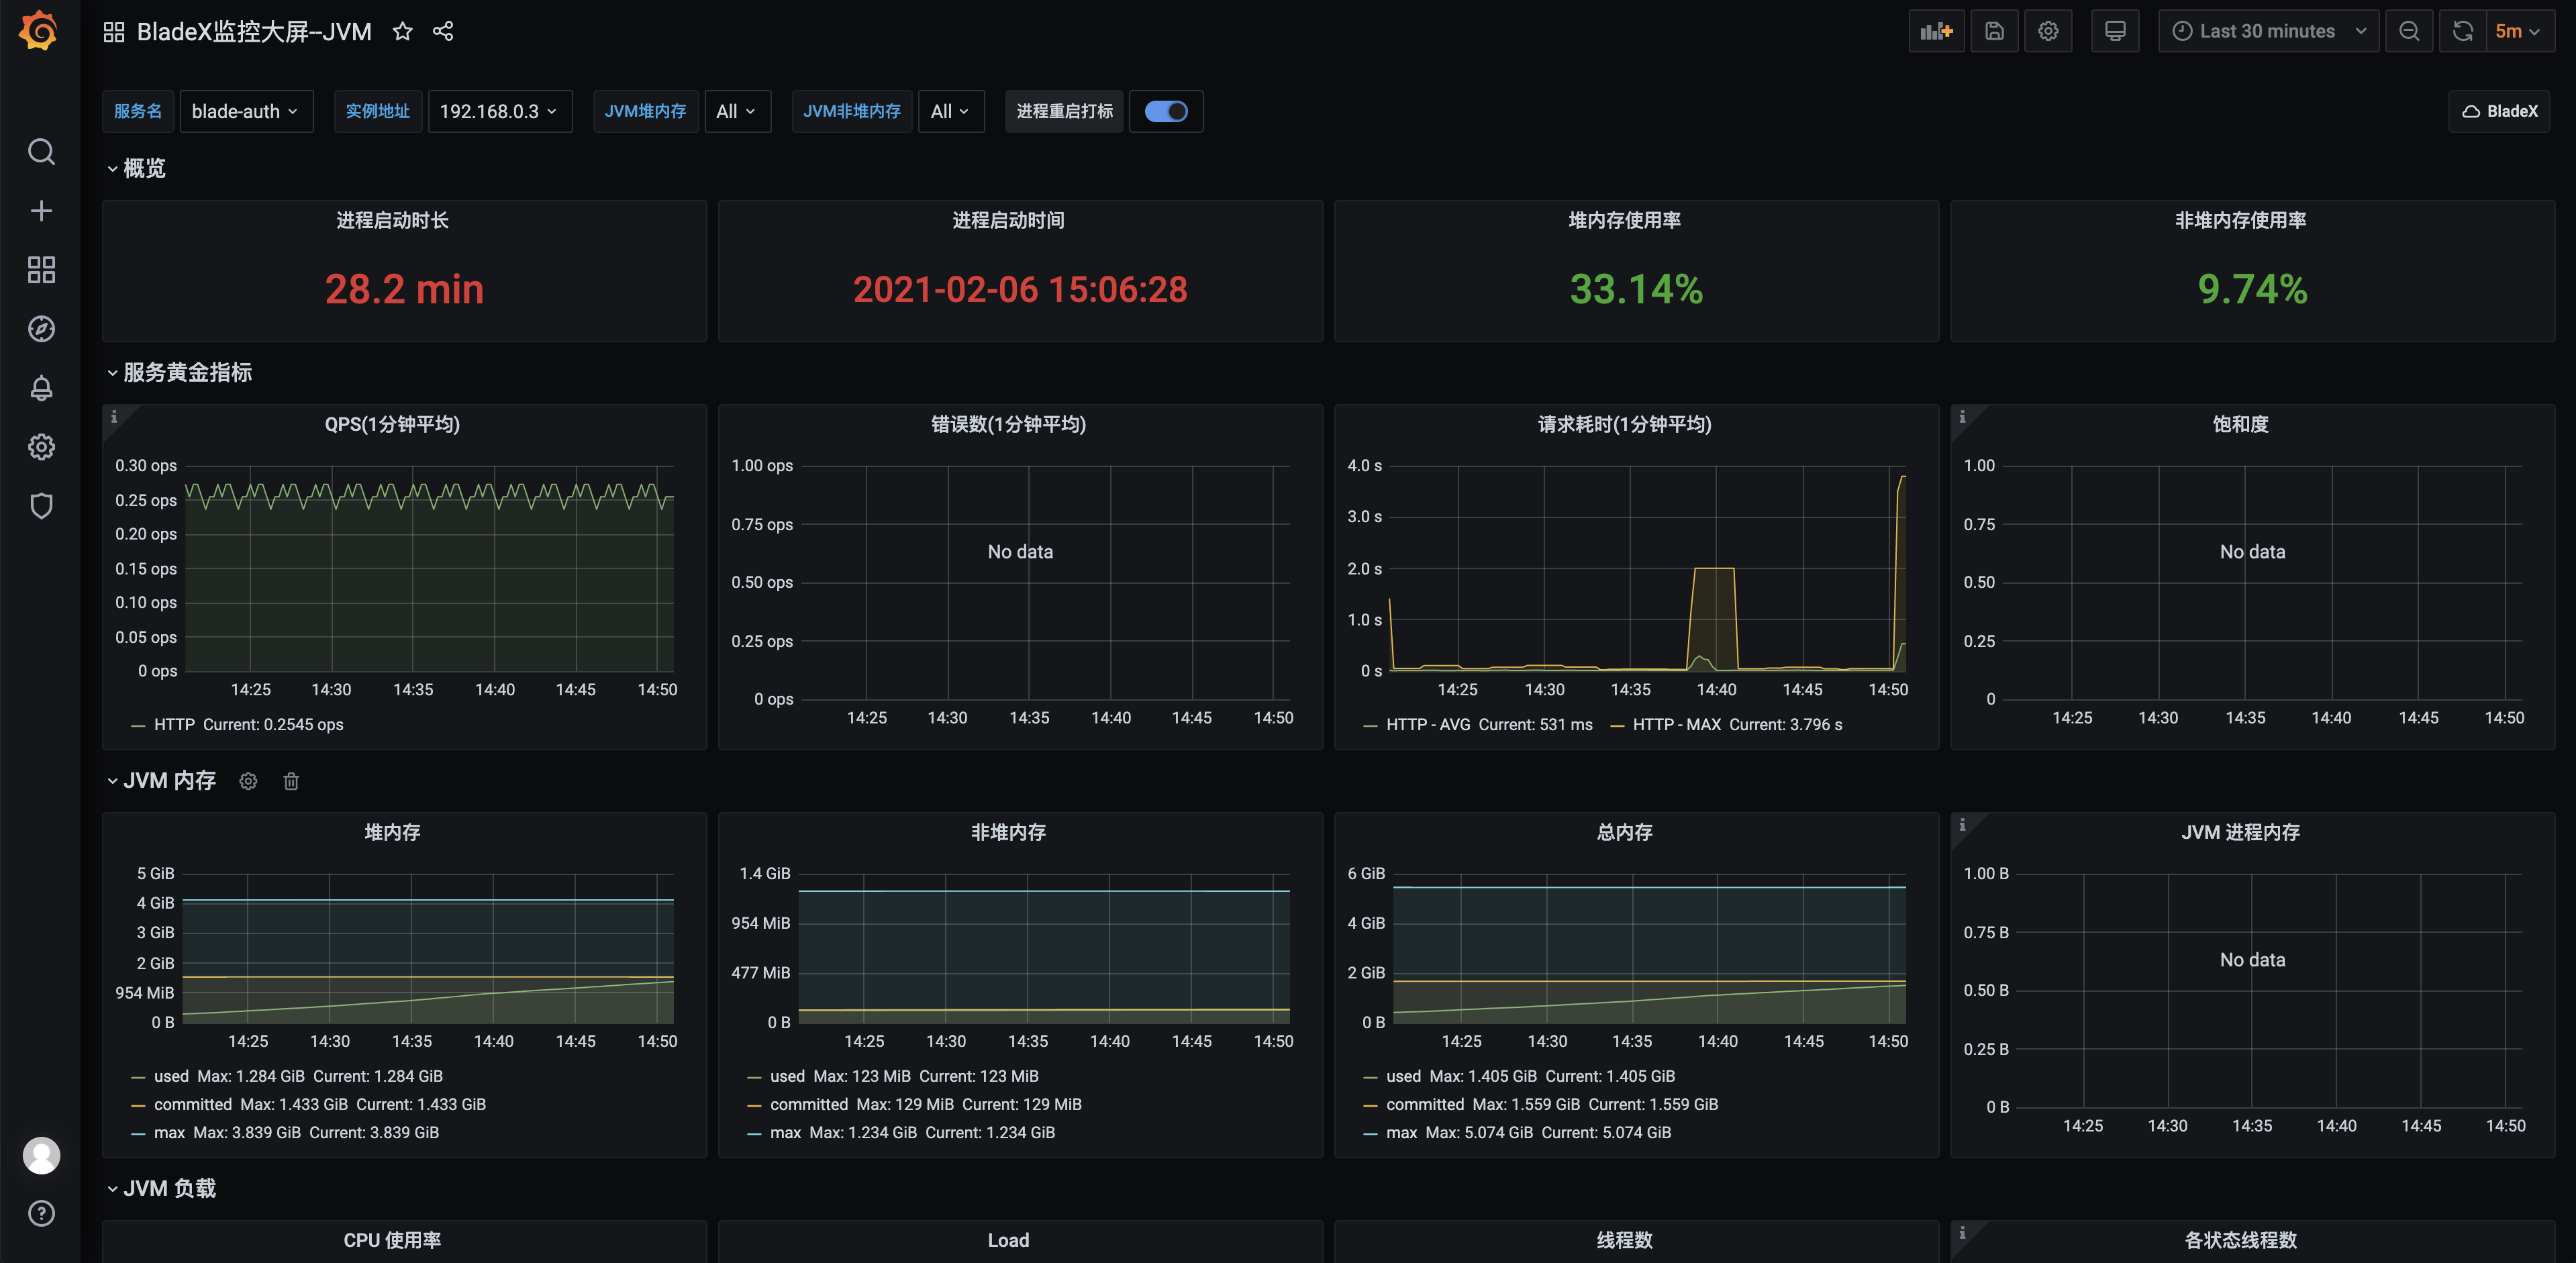 BladeX监控大屏--JVM
Last 30 minutes
5m
服务名 blade-auth 实例地址 192.168.0.3 JVM堆内存 All JVM非堆内存 All 进程重启打标
BladeX
概览
进程启动时长
28.2 min
进程启动时间
2021-02-06 15:06:28
堆内存使用率
33.14%
非堆内存使用率
9.74%
服务黄金指标
i
QPS(1分钟平均)
0.30 ops
0.25 ops
0.20 ops
0.15 ops
0.10 ops
0.05 ops
0 ops
14:25 14:30 14:35 14:40 14:45 14:50
HTTP Current: 0.2545 ops
错误数(1分钟平均)
1.00 ops
0.75 ops
No data
0.50 ops
0.25 ops
0 ops
14:25 14:30 14:35 14:40 14:45 14:50
请求耗时(1分钟平均)
4.0 s
3.0 s
2.0 s
1.0 s
0 s
14:25 14:30 14:35 14:40 14:45 14:50
HTTP - AVG Current: 531 ms HTTP - MAX Current: 3.796 s
i
饱和度
1.00
0.75
No data
0.50
0.25
0
14:25 14:30 14:35 14:40 14:45 14:50
JVM 内存
堆内存
5 GiB
4 GiB
3 GiB
2 GiB
954 MiB
0 B
14:25 14:30 14:35 14:40 14:45 14:50
used Max: 1.284 GiB Current: 1.284 GiB
committed Max: 1.433 GiB Current: 1.433 GiB
max Max: 3.839 GiB Current: 3.839 GiB
非堆内存
1.4 GiB
954 MiB
477 MiB
0 B
14:25 14:30 14:35 14:40 14:45 14:50
used Max: 123 MiB Current: 123 MiB
committed Max: 129 MiB Current: 129 MiB
max Max: 1.234 GiB Current: 1.234 GiB
总内存
6 GiB
4 GiB
2 GiB
0 B
14:25 14:30 14:35 14:40 14:45 14:50
used Max: 1.405 GiB Current: 1.405 GiB
committed Max: 1.559 GiB Current: 1.559 GiB
max Max: 5.074 GiB Current: 5.074 GiB
i
JVM 进程内存
1.00 B
0.75 B
No data
0.50 B
0.25 B
0 B
14:25 14:30 14:35 14:40 14:45 14:50
JVM 负载
CPU 使用率
Load
线程数
i
各状态线程数